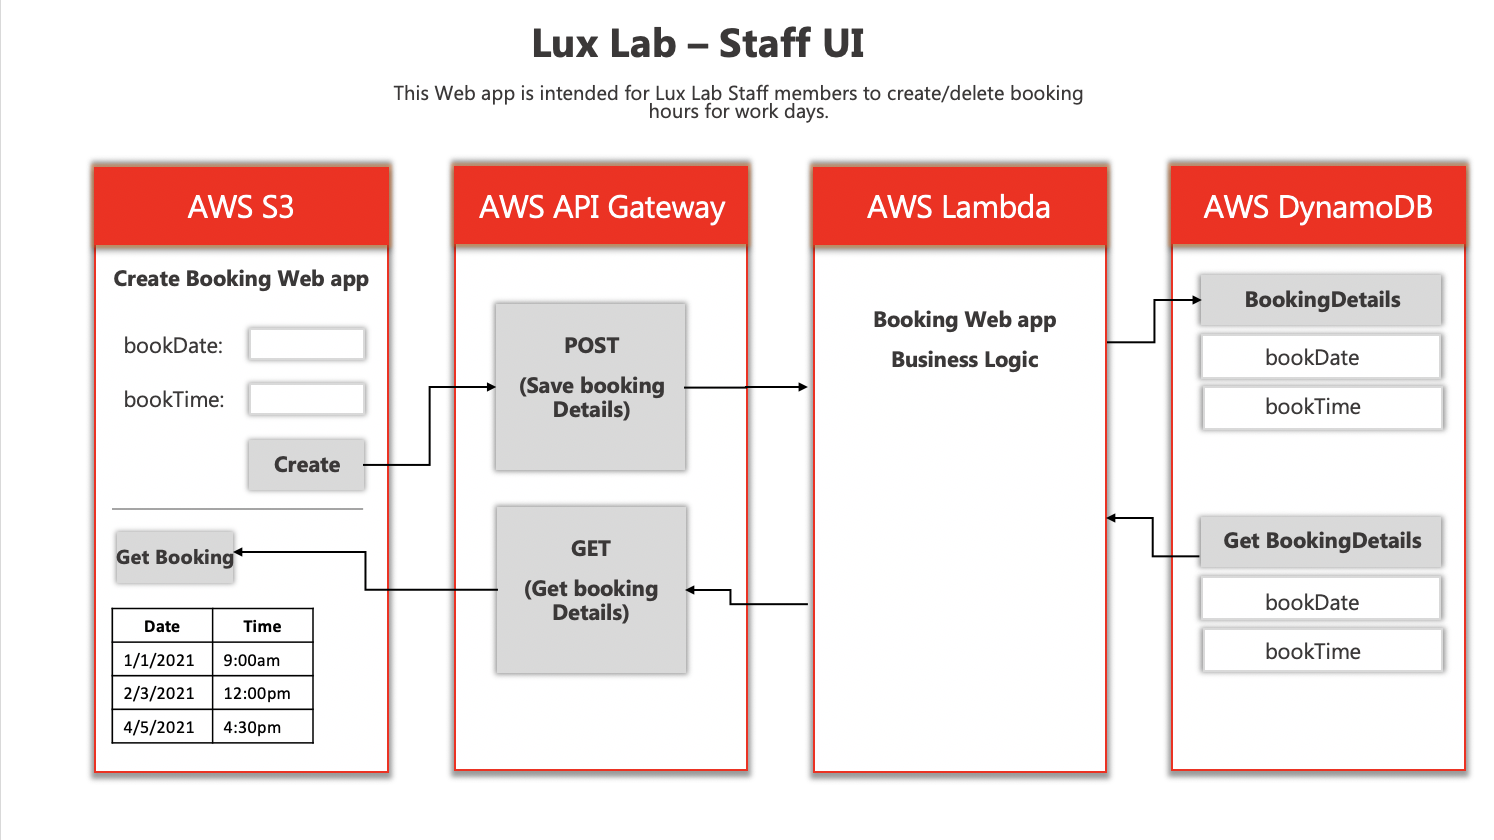 Lux Lab – Staff UI
This Web app is intended for Lux Lab Staff members to create/delete booking
hours for work days.
AWS S3
Create Booking Web app
bookDate:
bookTime:
Create
Get Booking
Date Time
1/1/2021 9:00am
2/3/2021 12:00pm
4/5/2021 4:30pm
AWS API Gateway
POST
(Save booking
Details)
GET
(Get booking
Details)
AWS Lambda
Booking Web app
Business Logic
AWS DynamoDB
BookingDetails
bookDate
bookTime
Get BookingDetails
bookDate
bookTime